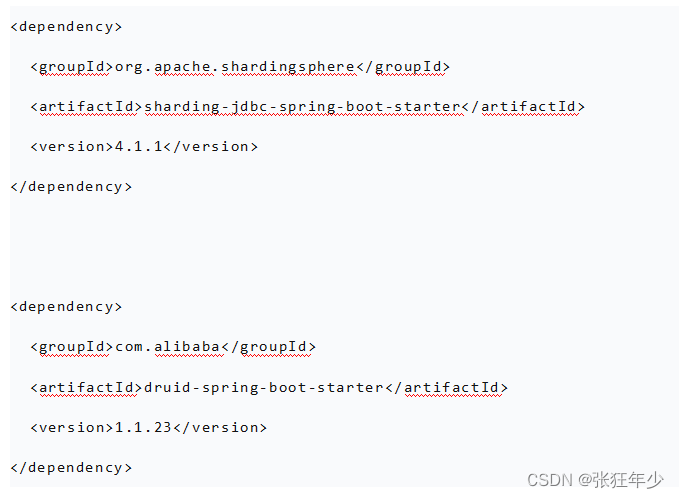 <dependency>
<groupId>org.apache.shardingsphere</groupId>
<artifactId>sharding-jdbc-spring-boot-starter</artifactId>
<version>4.1.1</version>
</dependency>
<dependency>
<groupId>com.alibaba</groupId>
<artifactId>druid-spring-boot-starter</artifactId>
<version>1.1.23</version>
</dependency>
CSDN @张狂年少